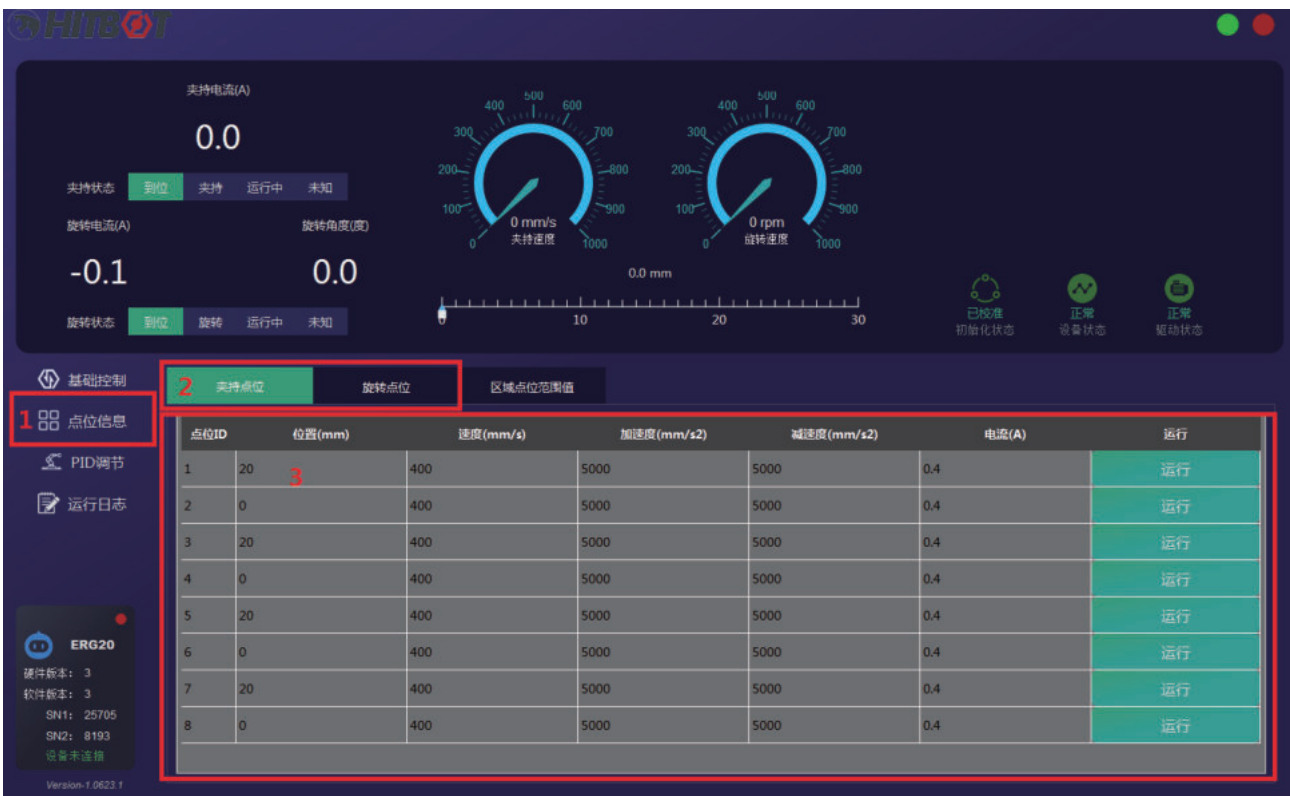 HITBOT
夹持电流(A)
0.0
夹持状态 到位 夹持 运行中 未知
旋转电流(A) 旋转角度(度)
-0.1 0.0
旋转状态 到位 旋转 运行中 未知
0 100 200 300 400 500 600 700 800 900 1000
0 mm/s
夹持速度
0 100 200 300 400 500 600 700 800 900 1000
0 rpm
旋转速度
0.0 mm
0 10 20 30
已校准 正常 正常
初始化状态 设备状态 驱动状态
基础控制
1 点位信息
PID调节
运行日志
2 夹持点位 旋转点位 区域点位范围值
点位ID 位置(mm) 速度(mm/s) 加速度(mm/s2) 减速度(mm/s2) 电流(A) 运行
1 20 3 400 5000 5000 0.4 运行
2 0 400 5000 5000 0.4 运行
3 20 400 5000 5000 0.4 运行
4 0 400 5000 5000 0.4 运行
5 20 400 5000 5000 0.4 运行
6 0 400 5000 5000 0.4 运行
7 20 400 5000 5000 0.4 运行
8 0 400 5000 5000 0.4 运行
ERG20
硬件版本: 3
软件版本: 3
SN1: 25705
SN2: 8193
设备未连接
Version-1.0623.1